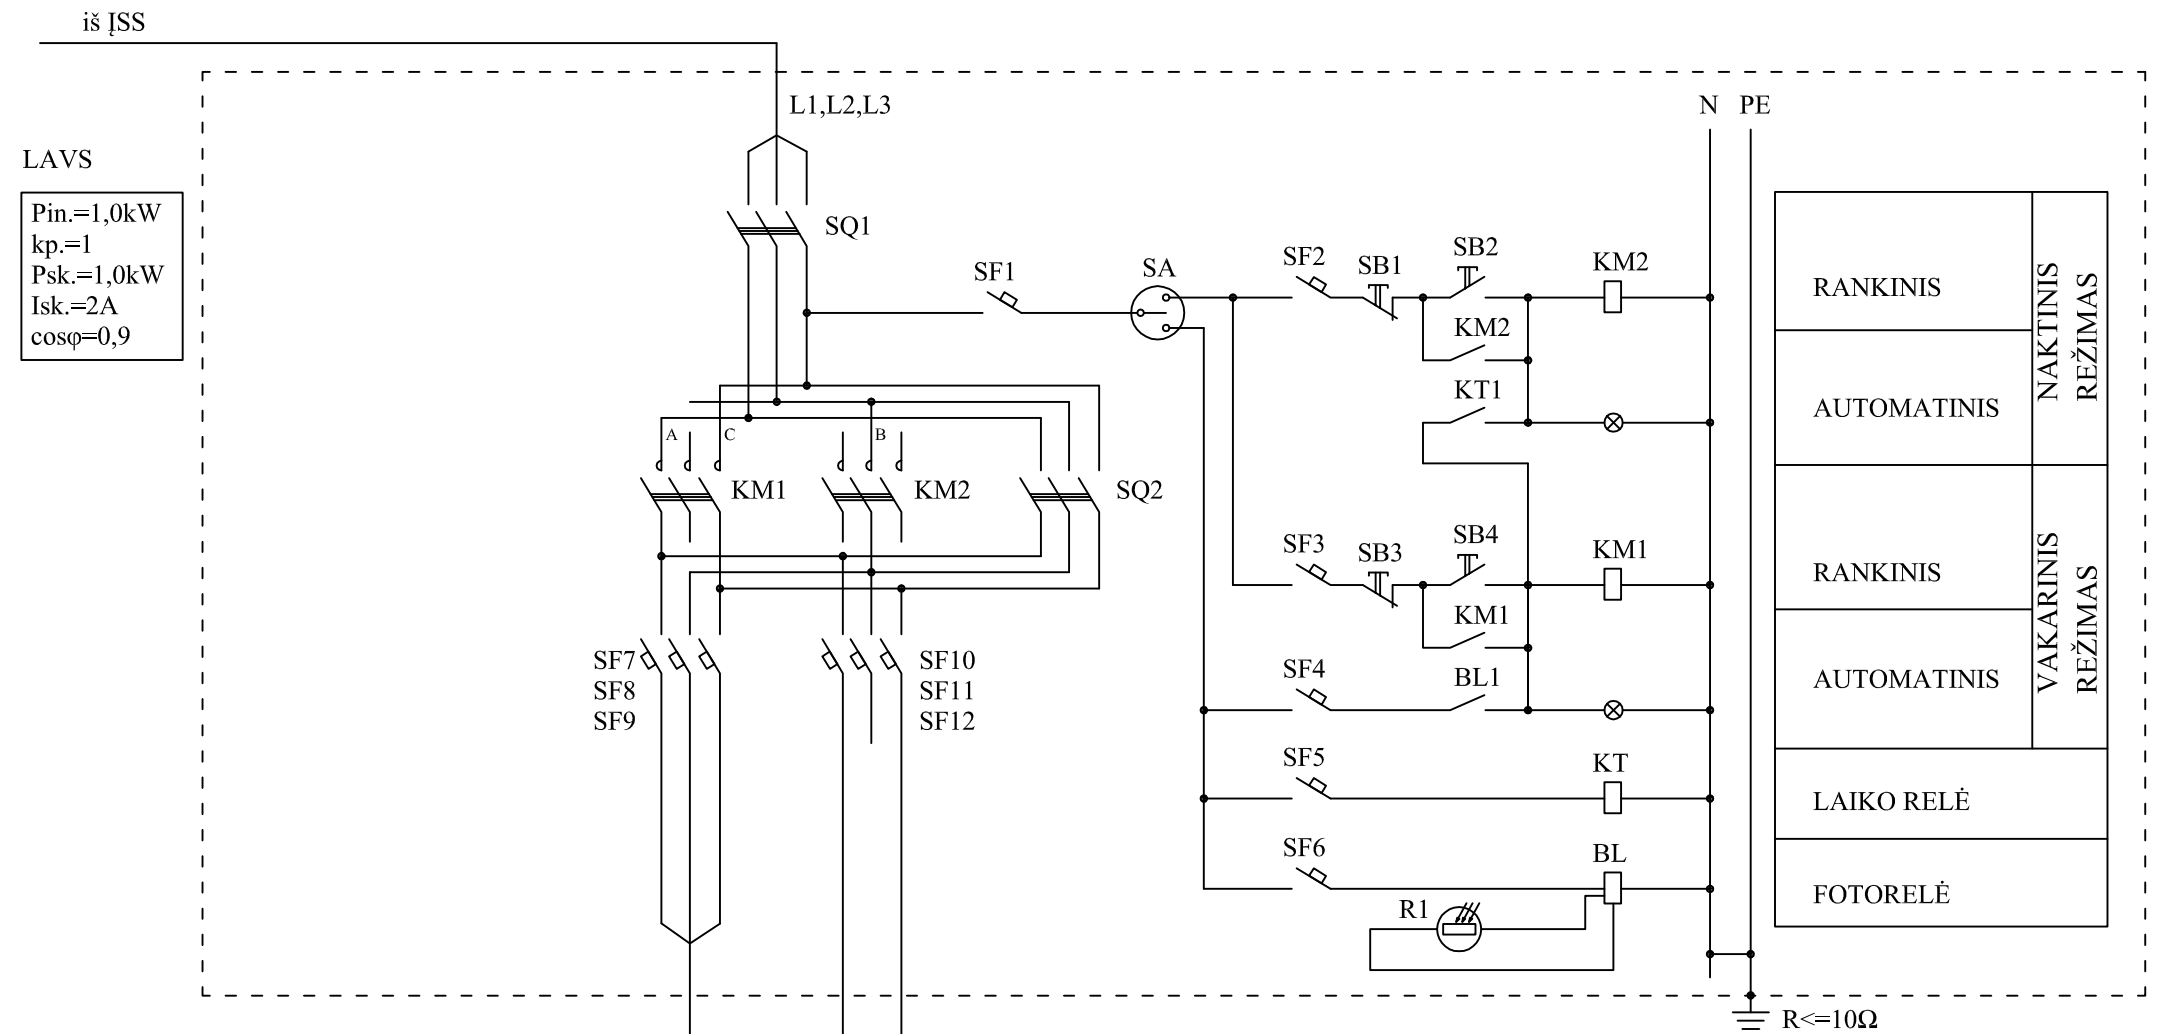 iš ĮSS
L1,L2,L3
N
PE
LAVS
Pin.=1,0kW
kp.=1
Psk.=1,0kW
Isk.=2A
cosφ=0,9
SQ1
SF1
SA
SF2
SB1
SB2
KM2
KM2
KT1
A
C
B
KM1
KM2
SQ2
SF3
SB3
SB4
KM1
KM1
SF4
BL1
SF7
SF8
SF9
SF10
SF11
SF12
SF5
KT
SF6
BL
R1
RANKINIS
AUTOMATINIS
NAKTINIS
REŽIMAS
RANKINIS
AUTOMATINIS
VAKARINIS
REŽIMAS
LAIKO RELĖ
FOTORELĖ
R<=10Ω